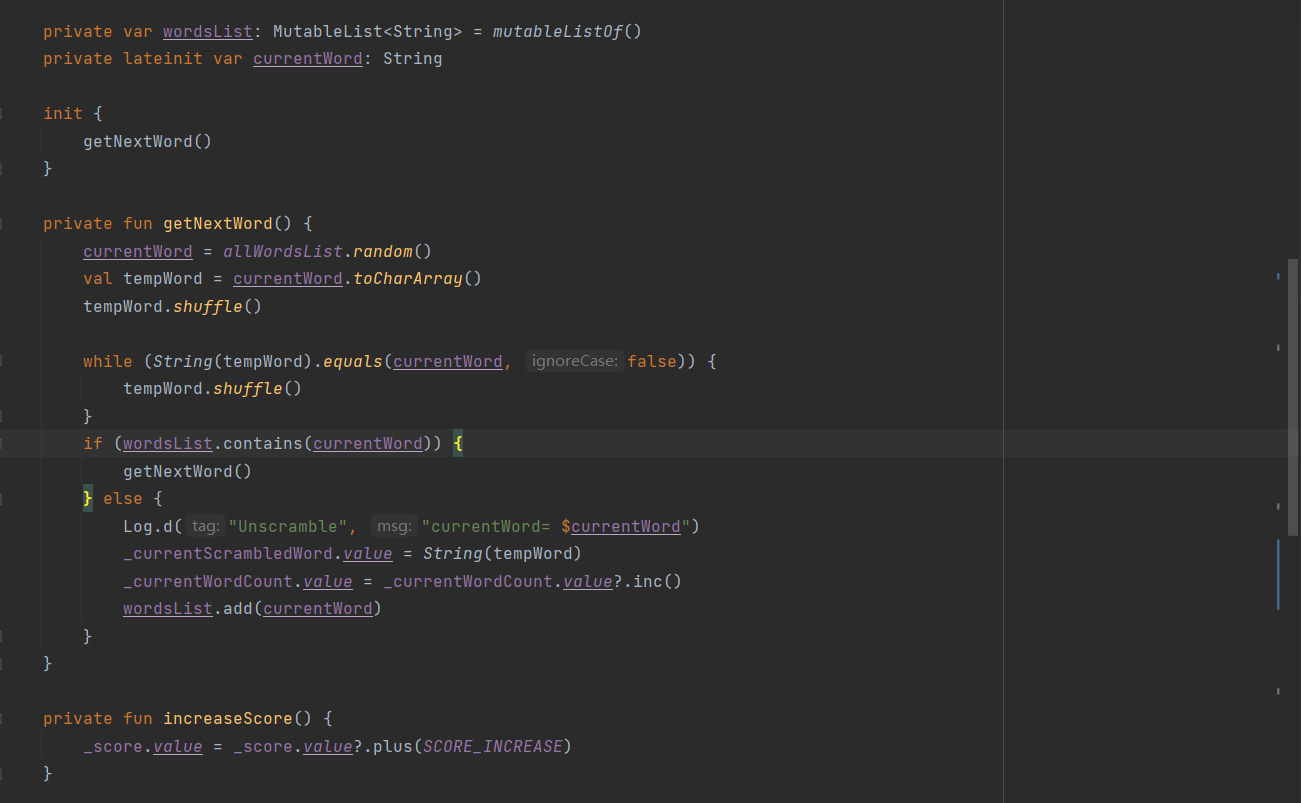 private var wordsList: MutableList<String> = mutableListOf()
private lateinit var currentWord: String
init {
getNextWord()
}
private fun getNextWord() {
currentWord = allWordsList.random()
val tempWord = currentWord.toCharArray()
tempWord.shuffle()
while (String(tempWord).equals(currentWord, ignoreCase: false)) {
tempWord.shuffle()
}
if (wordsList.contains(currentWord)) {
getNextWord()
} else {
Log.d( tag: "Unscramble", msg: "currentWord= $currentWord")
_currentScrambledWord.value = String(tempWord)
_currentWordCount.value = _currentWordCount.value?.inc()
wordsList.add(currentWord)
}
}
private fun increaseScore() {
_score.value = _score.value?.plus(SCORE_INCREASE)
}